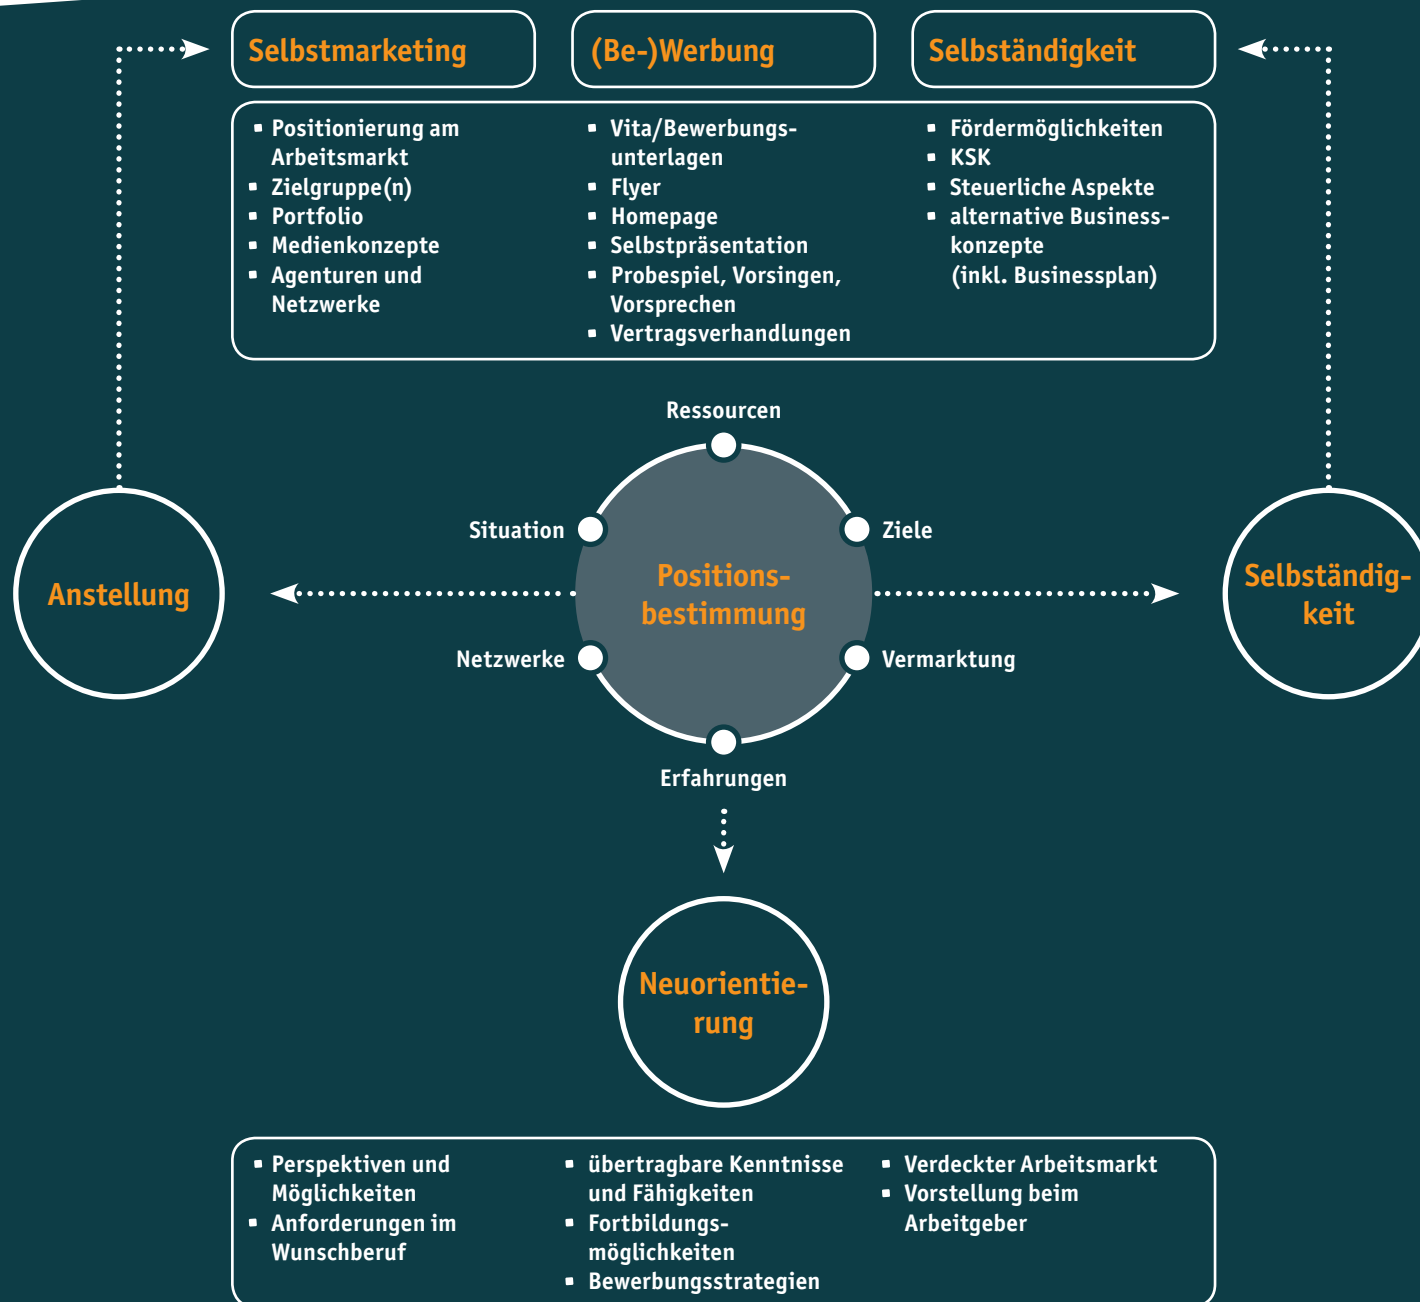 Selbstmarketing
(Be-)Werbung
Selbständigkeit
▪ Positionierung am
Arbeitsmarkt
▪ Zielgruppe(n)
▪ Portfolio
▪ Medienkonzepte
▪ Agenturen und
Netzwerke
▪ Vita/Bewerbungs-
unterlagen
▪ Flyer
▪ Homepage
▪ Selbstpräsentation
▪ Probespiel, Vorsingen,
Vorsprechen
▪ Vertragsverhandlungen
▪ Fördermöglichkeiten
▪ KSK
▪ Steuerliche Aspekte
▪ alternative Business-
konzepte
(inkl. Businessplan)
Ressourcen
Situation
Ziele
Anstellung
Positions-
bestimmung
Selbständig-
keit
Netzwerke
Vermarktung
Erfahrungen
Neuorientie-
rung
▪ Perspektiven und
Möglichkeiten
▪ Anforderungen im
Wunschberuf
▪ übertragbare Kenntnisse
und Fähigkeiten
▪ Fortbildungs-
möglichkeiten
▪ Bewerbungsstrategien
▪ Verdeckter Arbeitsmarkt
▪ Vorstellung beim
Arbeitgeber